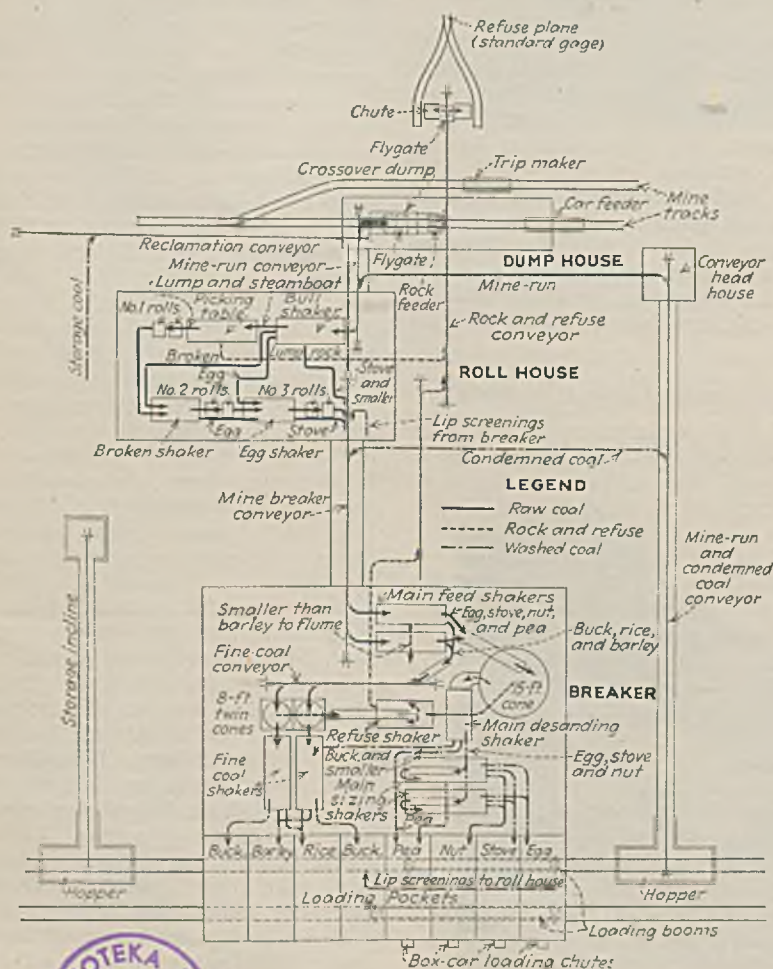 Refuse plane
(standard gage)
Chute
Flygate
Crossover dump
Trip maker
Mine
tracks
Car feeder
Reclamation conveyor
Mine-run conveyor
Lump and steamboat
Flygate
Rock
feeder
DUMP HOUSE
Mine-run
Conveyor
head
house
Storage coal
No.1 rolls
Picking
table
Bull
shaker
Rock and refuse
conveyor
Broken
Lump rock
Egg
No.2 rolls
No 3 rolls
Stove
and
smaller
ROLL HOUSE
Egg
Stove
Broken shaker
Egg shaker
Lip screenings
from breaker
Condemned coal
LEGEND
Raw coal
Rock and refuse
Washed coal
Mine breaker
conveyor
Mine-run
and
condemned
coal
conveyor
Storage incline
Main feed shakers
Smaller than
barley to flume
Egg, stove, nut,
and pea
Buck, rice,
and barley
Fine-coal
conveyor
15-ft
cone
BREAKER
8-ft
twin
cones
Refuse shaker
Main desanding
shaker
Buck and
smaller
Egg, stove
and nut
Fine
coal
shakers
Main
sizing
shakers
Pea
Buck
Barley
Rice
Buck
Pea
Nut
Stove
Egg
Hopper
Lip screenings to roll house
Hopper
Loading Pockets
Loading booms
Box-car loading chutes
OTEKA